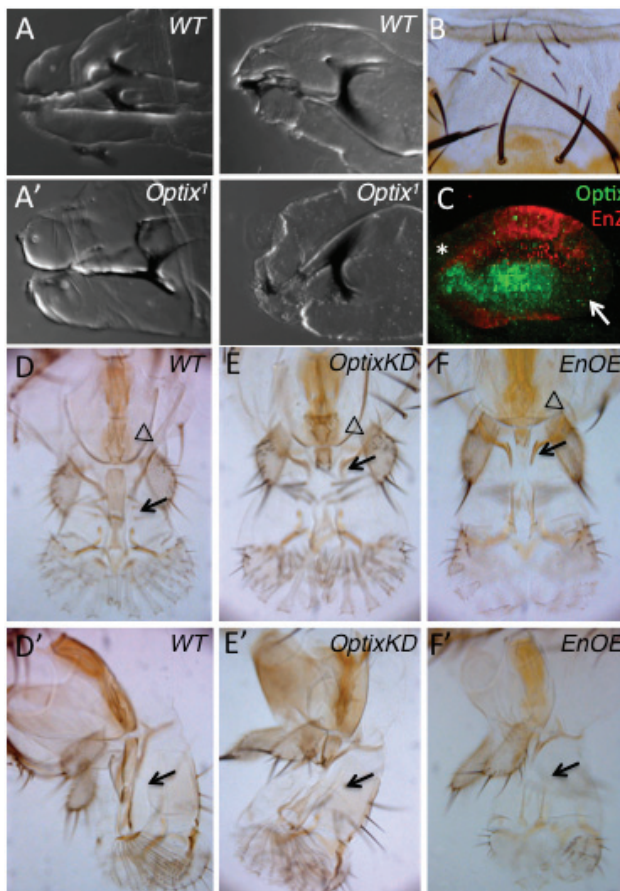 A WT
WT
B
A' Optix¹
Optix¹
C Optix
EnZ
*
D WT
E OptixKD
F EnOE
D' WT
E' OptixKD
F' EnOE